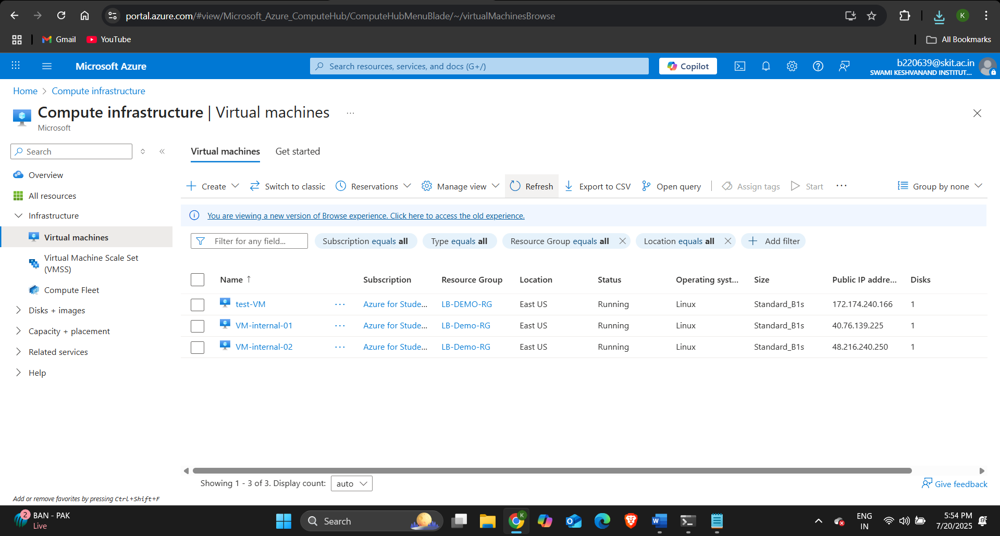 portal.azure.com/#view/Microsoft_Azure_ComputeHub/ComputeHubMenuBlade/~/virtualMachinesBrowse
K
Gmail
YouTube
All Bookmarks
Microsoft Azure
Search resources, services, and docs (G+/)
Copilot
b220639@skit.ac.in
SWAMI KESHVANAND INSTITUT...
Home > Compute infrastructure
Compute infrastructure | Virtual machines ...
Microsoft
Search
Overview
All resources
Infrastructure
Virtual machines
Virtual Machine Scale Set
(VMSS)
Compute Fleet
Disks + images
Capacity + placement
Related services
Help
Virtual machines Get started
Create Switch to classic Reservations Manage view Refresh Export to CSV Open query Assign tags Start ... Group by none
You are viewing a new version of Browse experience. Click here to access the old experience.
Filter for any field... Subscription equals all Type equals all Resource Group equals all Location equals all Add filter
Name ↑ Subscription Resource Group Location Status Operating syst... Size Public IP addre... Disks
test-VM ... Azure for Stude... LB-DEMO-RG East US Running Linux Standard_B1s 172.174.240.166 1
VM-internal-01 ... Azure for Stude... LB-Demo-RG East US Running Linux Standard_B1s 40.76.139.225 1
VM-internal-02 ... Azure for Stude... LB-Demo-RG East US Running Linux Standard_B1s 48.216.240.250 1
Showing 1 - 3 of 3. Display count: auto
Give feedback
Add or remove favorites by pressing Ctrl+Shift+F
2
BAN - PAK
Live
Search
K
ENG
IN
5:54 PM
7/20/2025